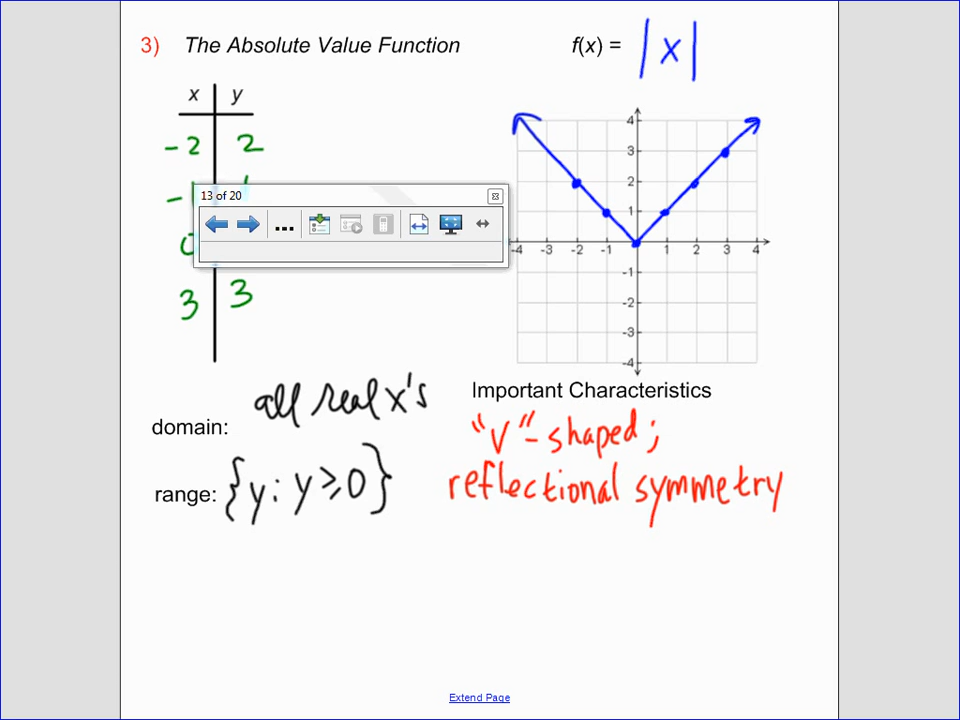 3) The Absolute Value Function f(x) = |x|
x y
-2 2
13 of 20
...
3 3
4
3
2
1
-4 -3 -2 -1 1 2 3 4
-1
-2
-3
-4
all real x's
Important Characteristics
domain:
"V"-shaped;
range: {y: y≥0}
reflectional symmetry
Extend Page